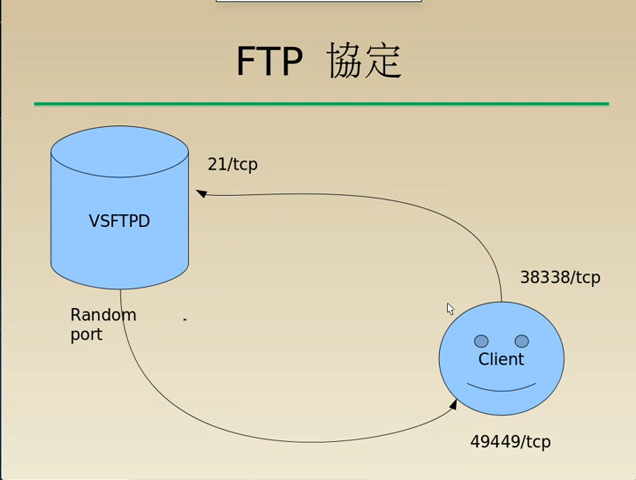 FTP 協定
21/tcp
VSFTPD
38338/tcp
Random
port
Client
49449/tcp